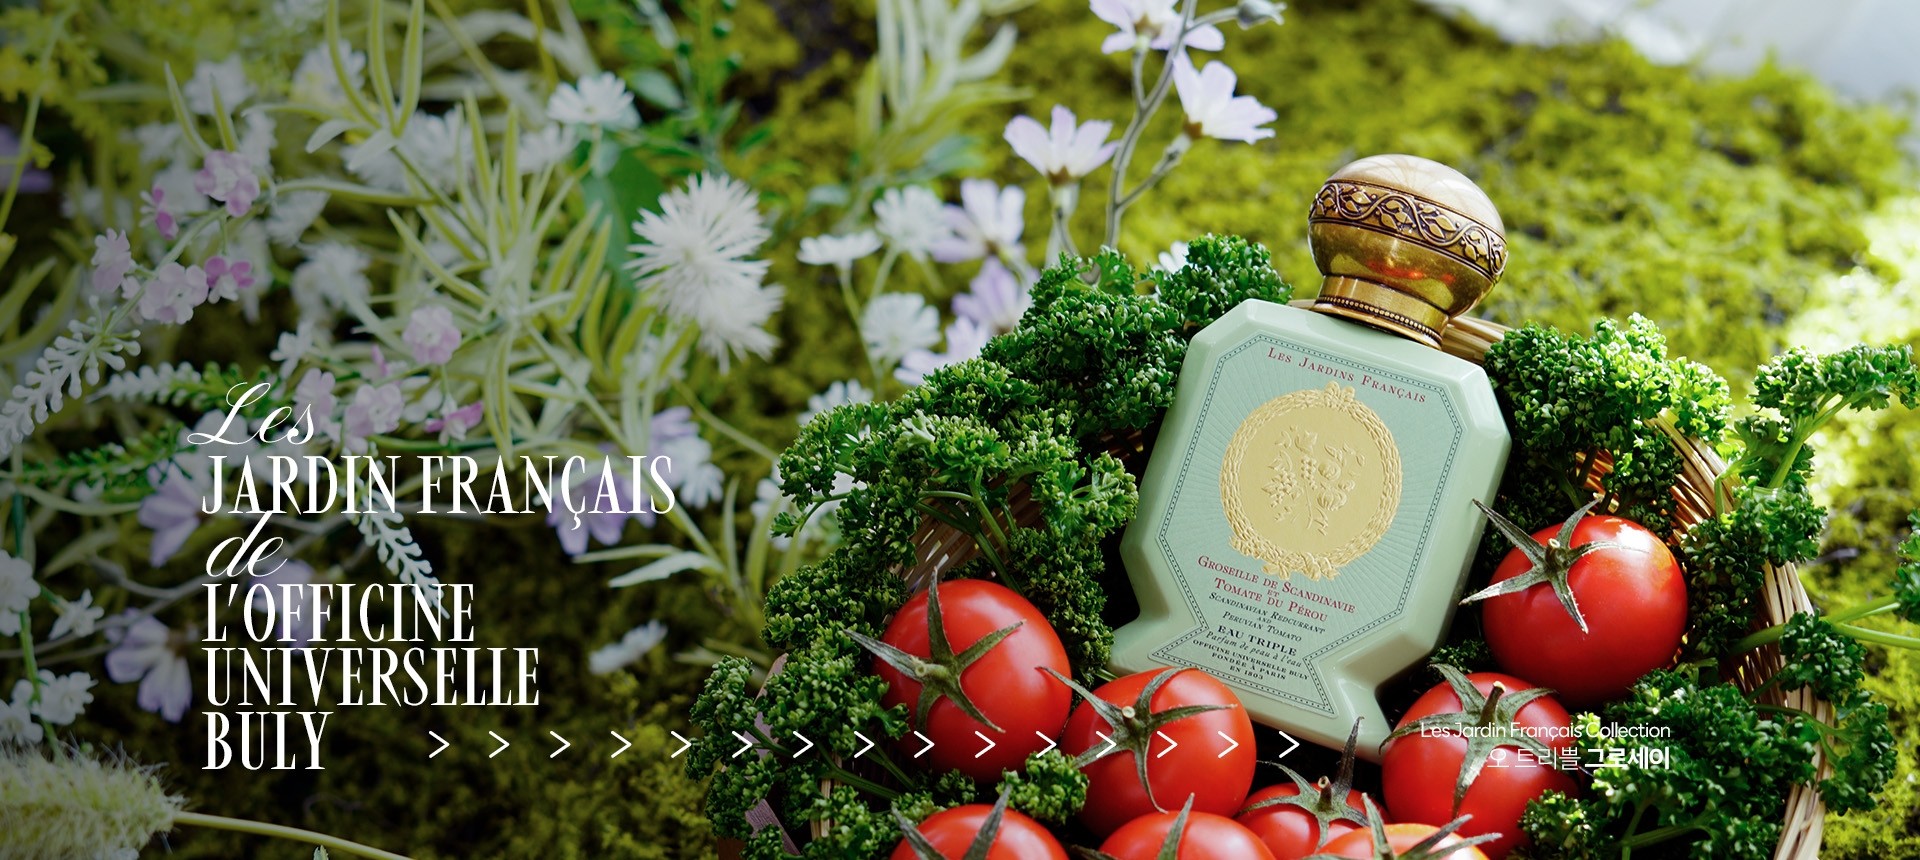 Les
JARDIN FRANÇAIS
de
L'OFFICINE
UNIVERSELLE
BULY
> > > > > > > > > > > > > > >
LES JARDINS FRANÇAIS
GROSEILLE DE SCANDINAVIE
ET
TOMATE DU PÉROU
SCANDINAVIAN REDCURRANT
AND
PERUVIAN TOMATO
EAU TRIPLE
Parfum de peau à l'eau
OFFICINE UNIVERSELLE BULY
FONDÉE À PARIS
EN 1803
Les Jardin Français Collection
오 트리쁠 그로세이